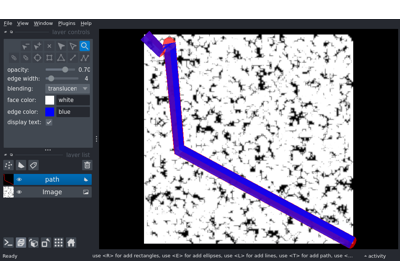 File View Window Plugins Help
layer controls
opacity: 0.70
edge width: 4
blending: translucen
face color: white
edge color: blue
display text:
layer list
path
Image
Ready use <R> for add rectangles, use <E> for add ellipses, use <L> for add lines, use <T> for add path, use <... activity